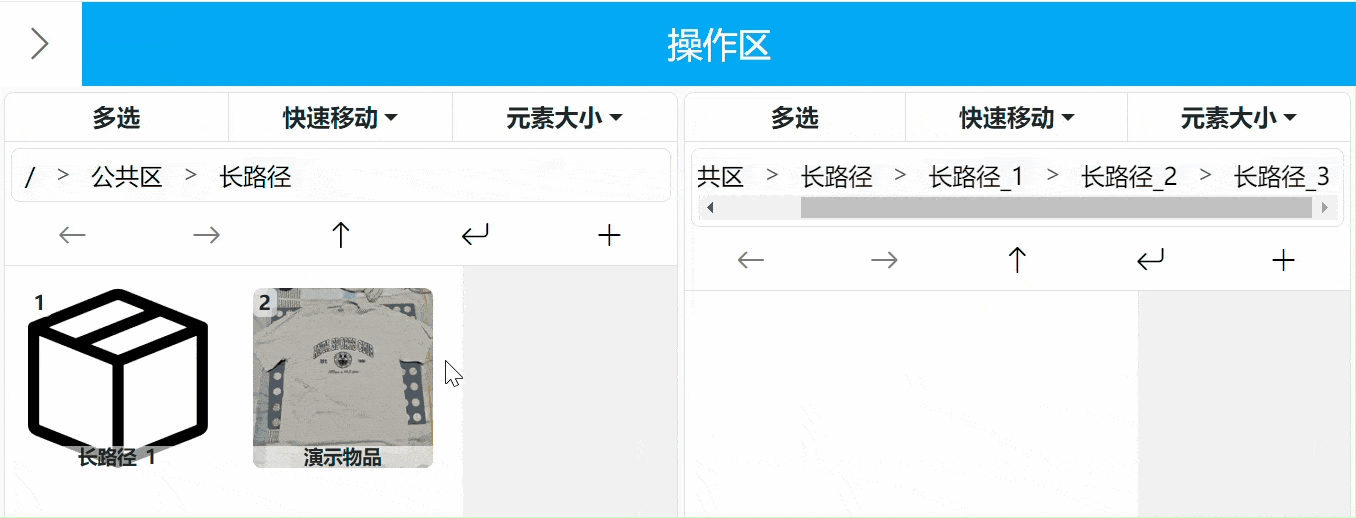 操作区
多选 快速移动 元素大小
/ > 公共区 > 长路径
1
长路径_1
2
演示物品
多选 快速移动 元素大小
共区 > 长路径 > 长路径_1 > 长路径_2 > 长路径_3